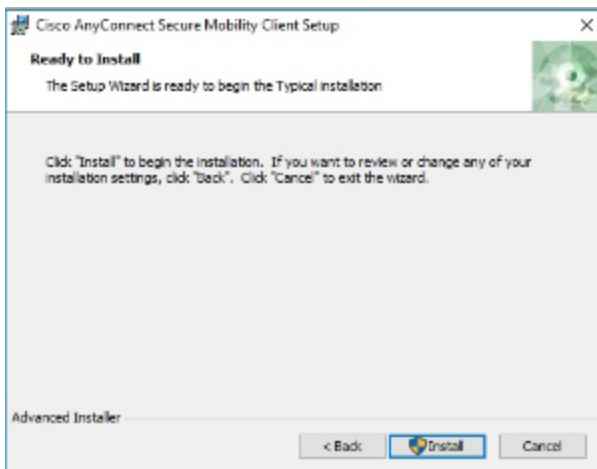 Cisco AnyConnect Secure Mobility Client Setup
Ready to Install
The Setup Wizard is ready to begin the Typical installation
Click "Install" to begin the installation. If you want to review or change any of your
installation settings, click "Back". Click "Cancel" to exit the wizard.
Advanced Installer
< Back Install Cancel